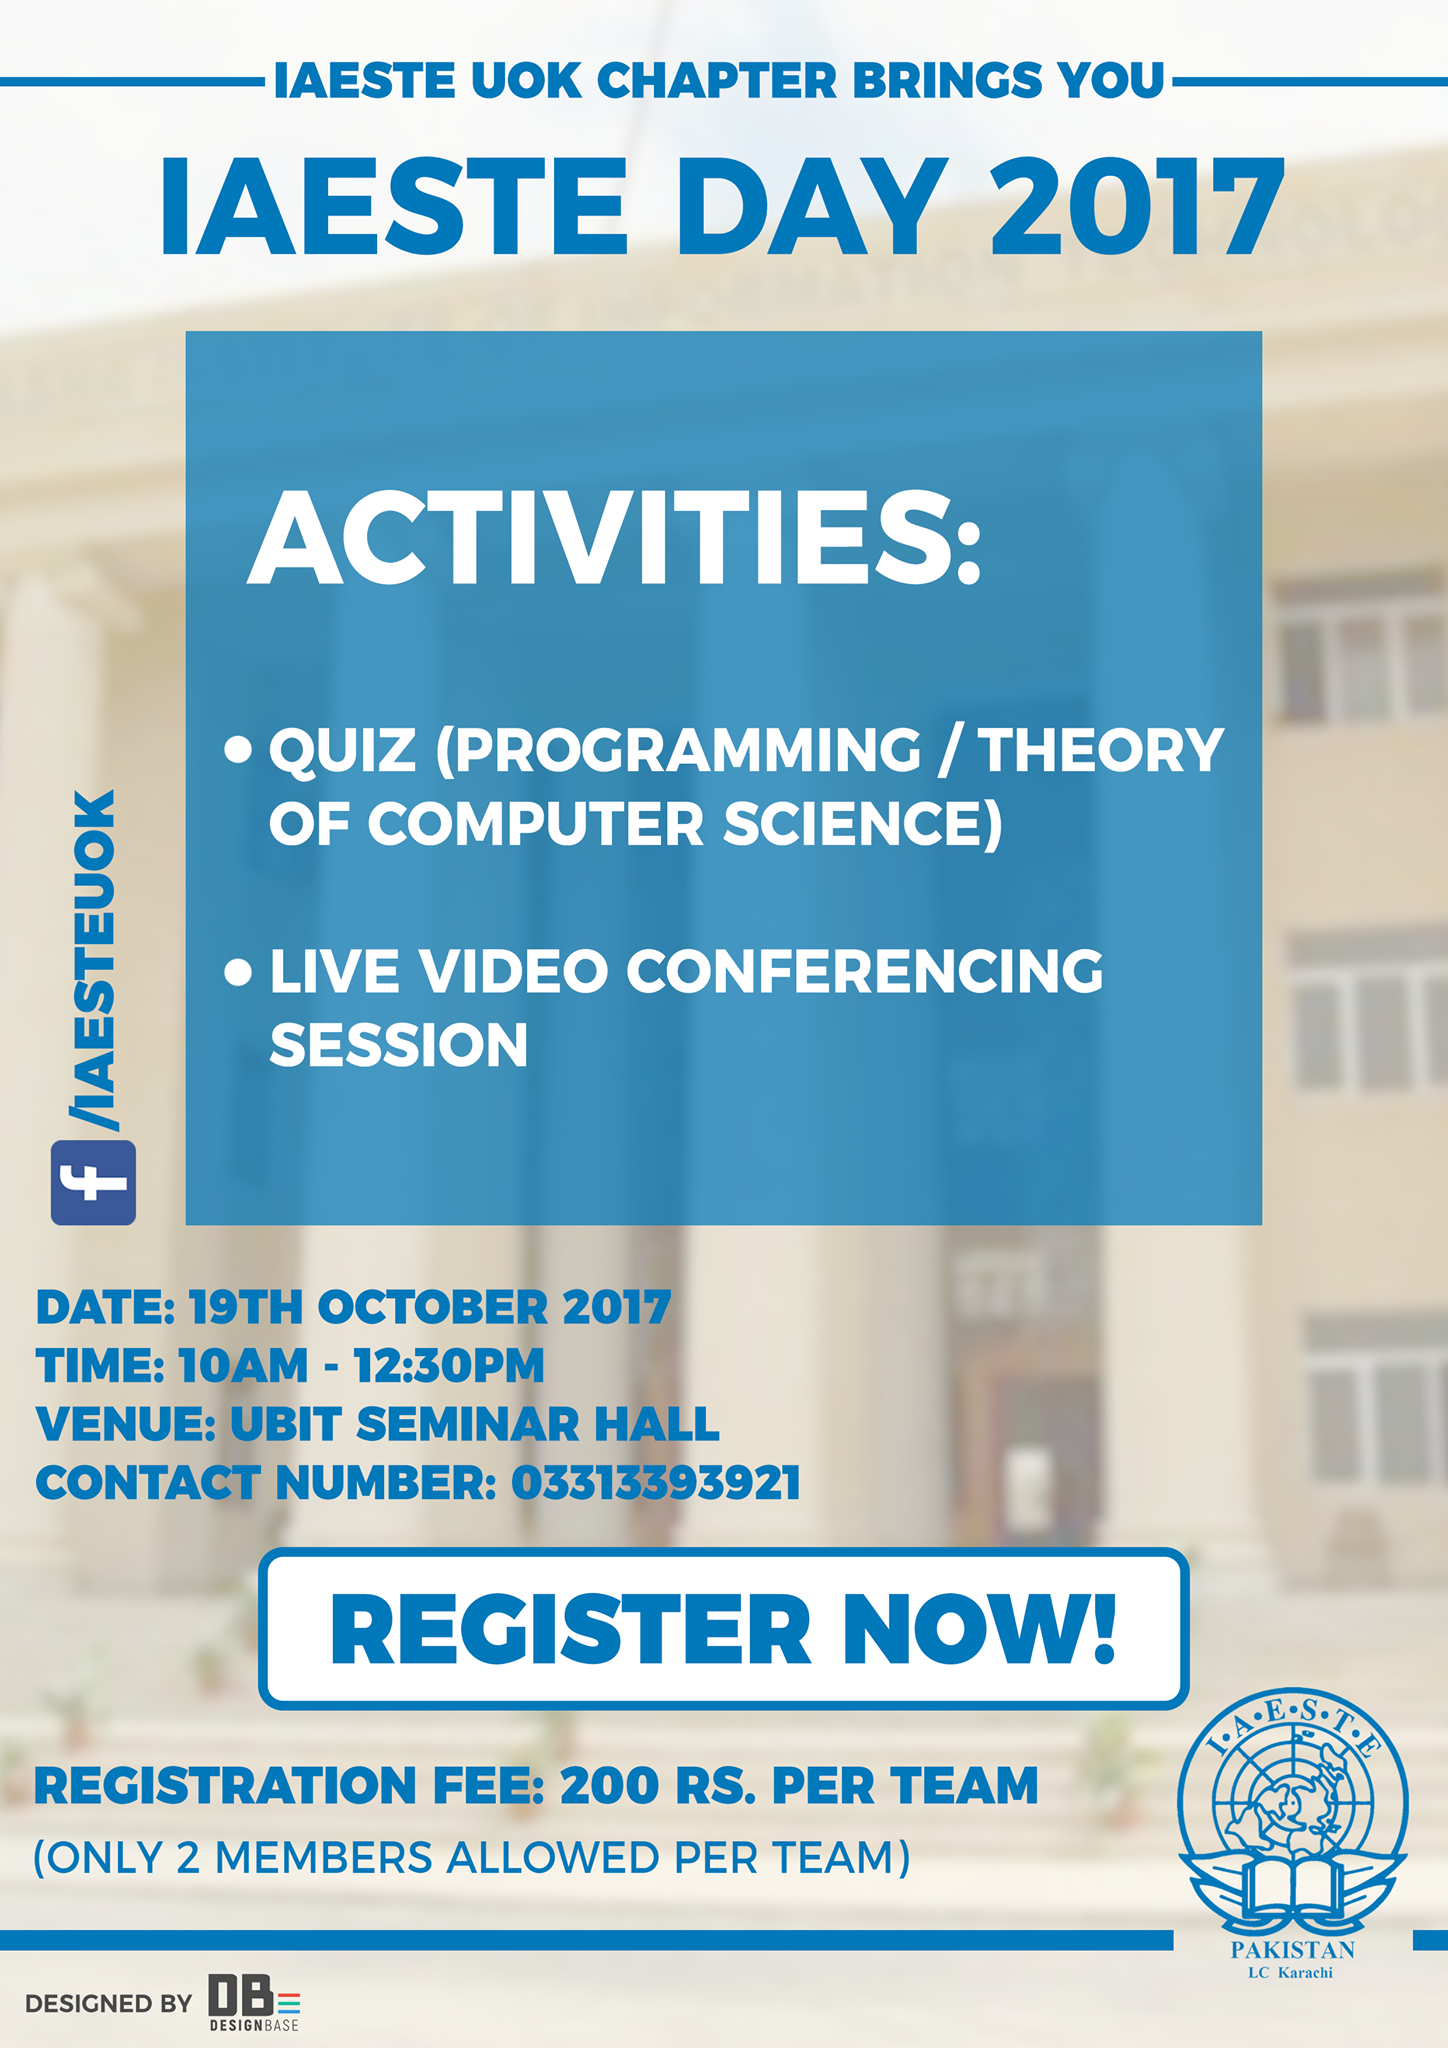 IAESTE UOK CHAPTER BRINGS YOU
IAESTE DAY 2017
ACTIVITIES:
• QUIZ (PROGRAMMING / THEORY
OF COMPUTER SCIENCE)
• LIVE VIDEO CONFERENCING
SESSION
/IAESTEUOK
DATE: 19TH OCTOBER 2017
TIME: 10AM - 12:30PM
VENUE: UBIT SEMINAR HALL
CONTACT NUMBER: 03313393921
REGISTER NOW!
REGISTRATION FEE: 200 RS. PER TEAM
(ONLY 2 MEMBERS ALLOWED PER TEAM)
I•A•E•S•T•E
PAKISTAN
LC Karachi
DESIGNED BY DB
DESIGNBASE